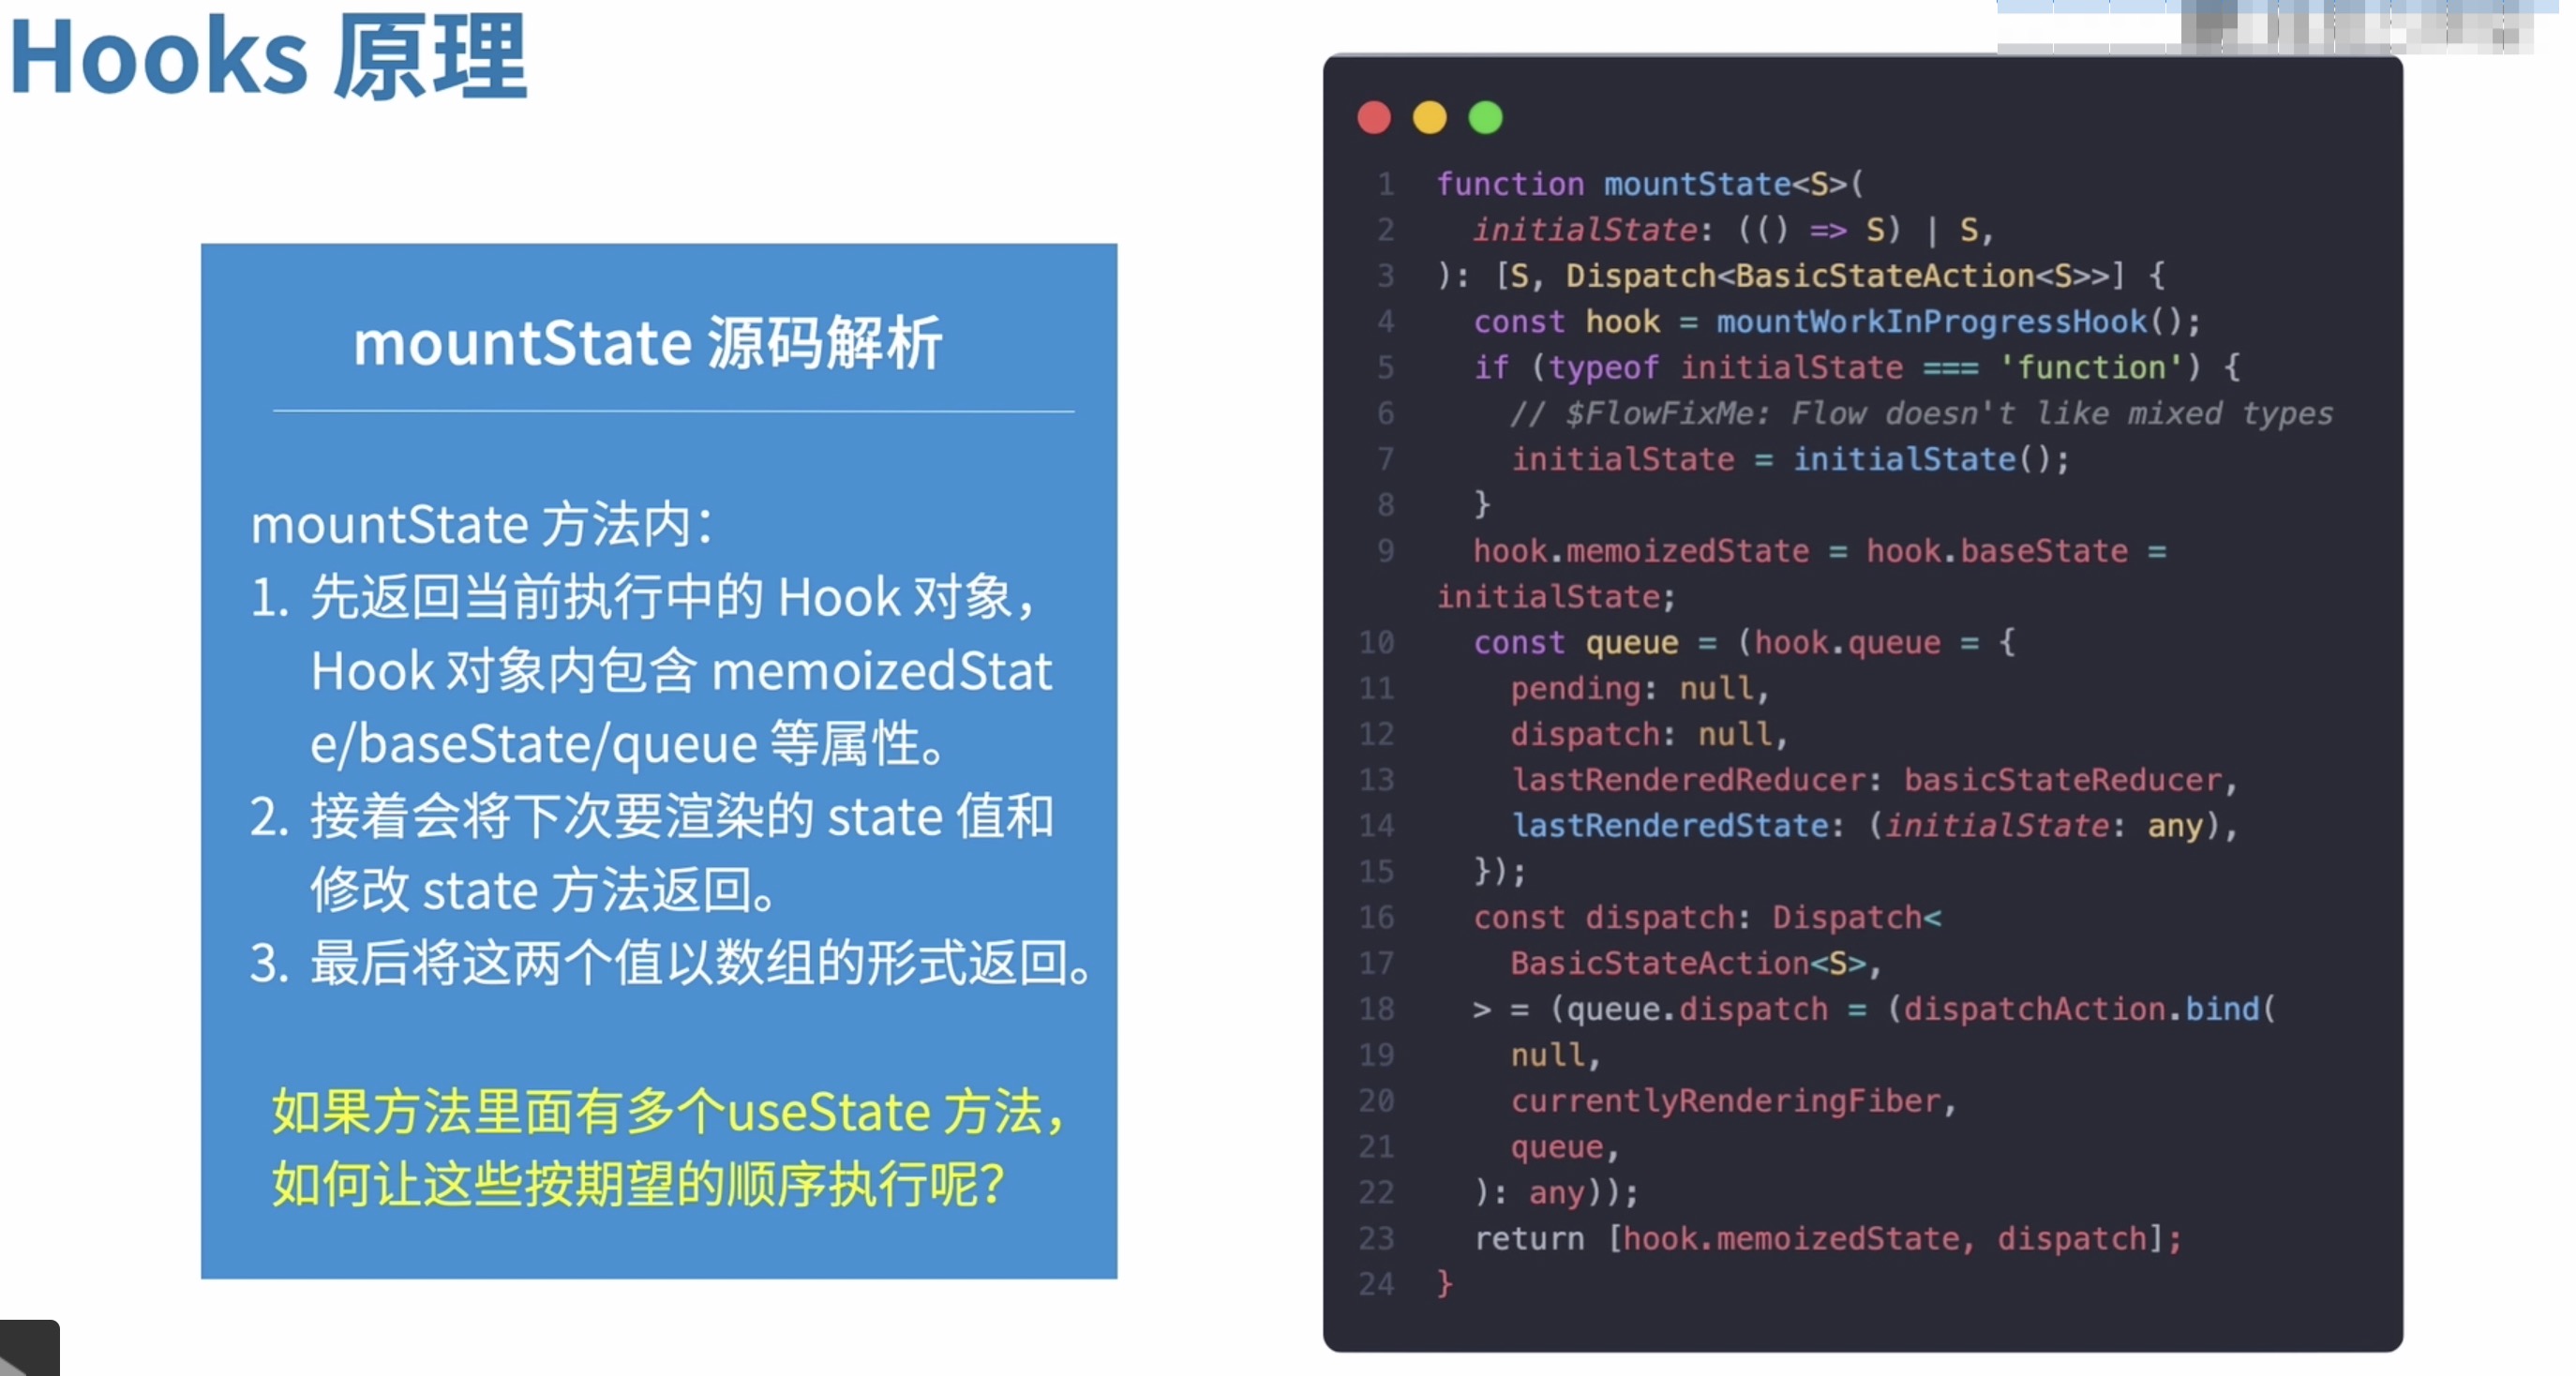 Hooks 原理
mountState 源码解析
mountState 方法内：
1. 先返回当前执行中的 Hook 对象，
Hook 对象内包含 memoizedStat
e/baseState/queue 等属性。
2. 接着会将下次要渲染的 state 值和
修改 state 方法返回。
3. 最后将这两个值以数组的形式返回。
如果方法里面有多个useState 方法，
如何让这些按期望的顺序执行呢？
1 function mountState<S>(
2   initialState: (() => S) | S,
3 ): [S, Dispatch<BasicStateAction<S>>] {
4   const hook = mountWorkInProgressHook();
5   if (typeof initialState === 'function') {
6     // $FlowFixMe: Flow doesn't like mixed types
7     initialState = initialState();
8   }
9   hook.memoizedState = hook.baseState =
initialState;
10   const queue = (hook.queue = {
11     pending: null,
12     dispatch: null,
13     lastRenderedReducer: basicStateReducer,
14     lastRenderedState: (initialState: any),
15   });
16   const dispatch: Dispatch<
17     BasicStateAction<S>,
18   > = (queue.dispatch = (dispatchAction.bind(
19     null,
20     currentlyRenderingFiber,
21     queue,
22   ): any));
23   return [hook.memoizedState, dispatch];
24 }